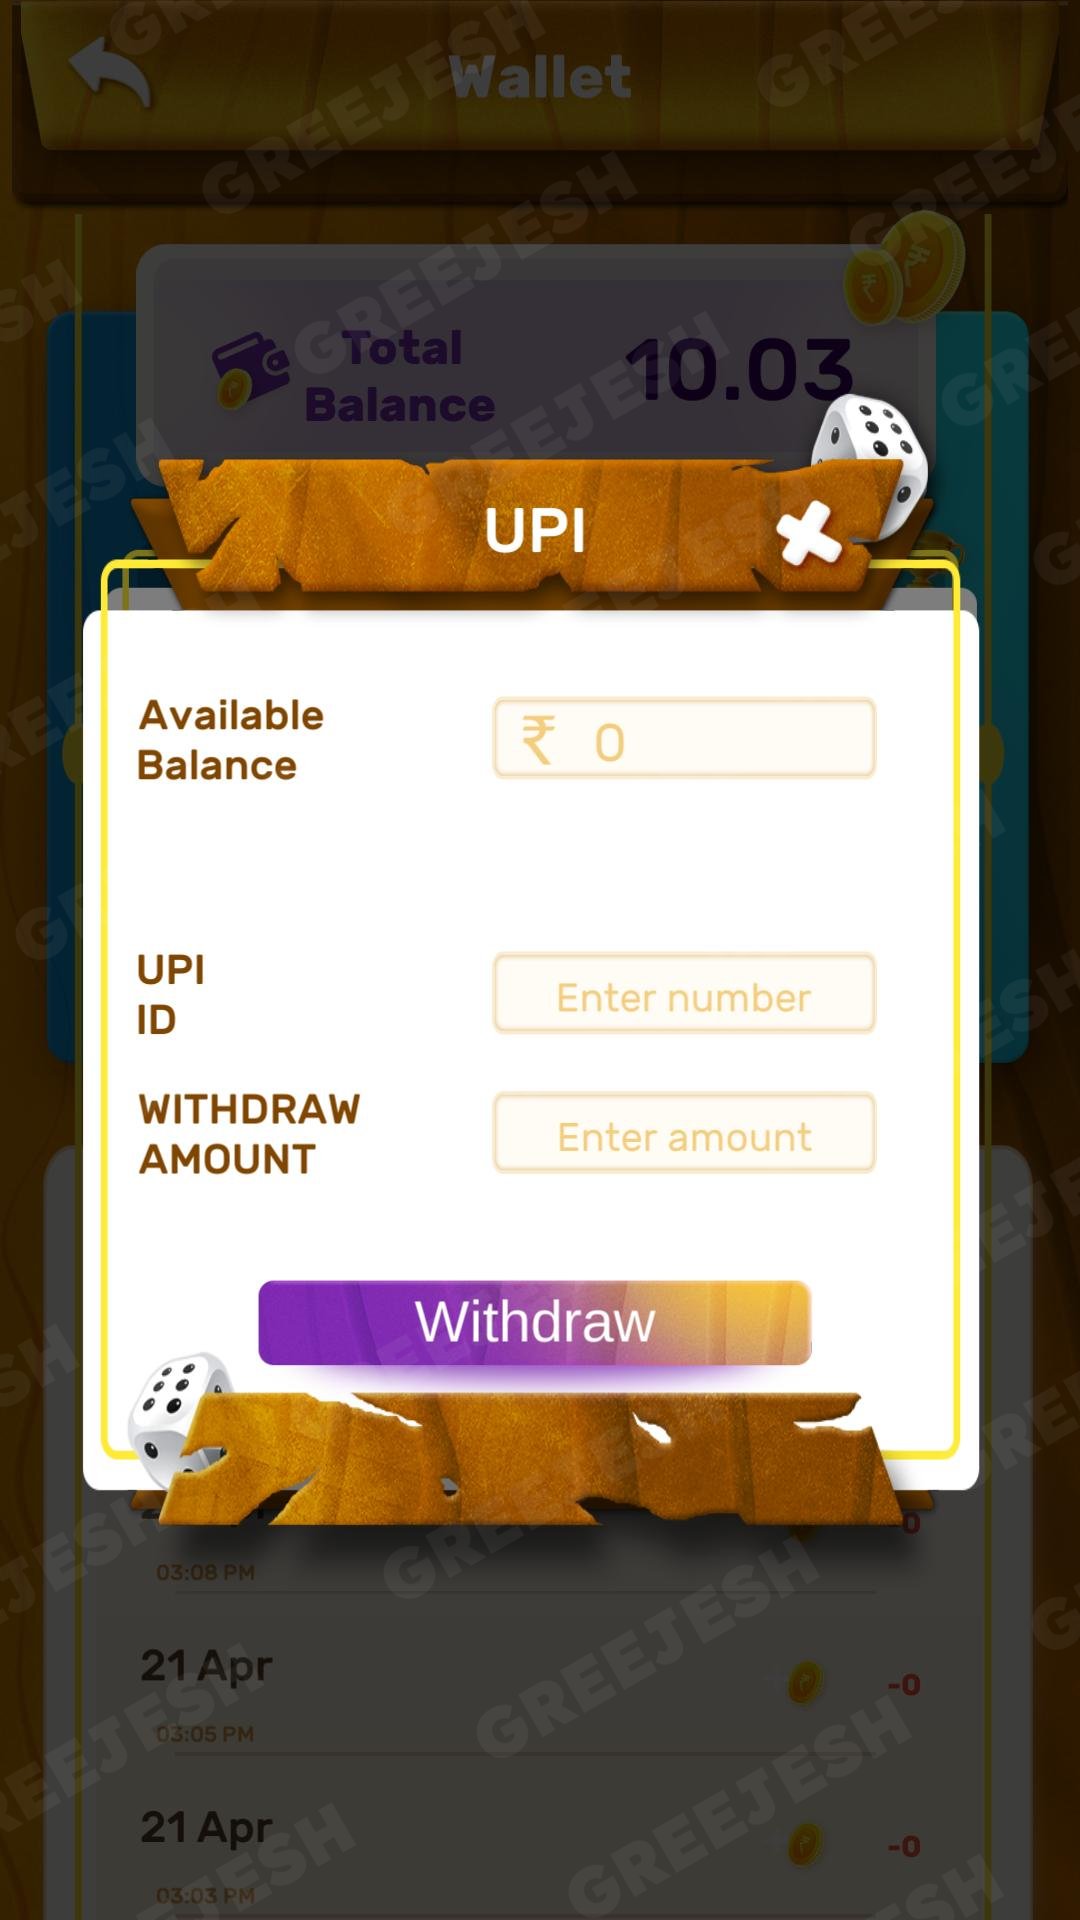 Wallet
Total
Balance
10.03
UPI
Available
Balance
₹ 0
UPI
ID
Enter number
WITHDRAW
AMOUNT
Enter amount
Withdraw
03:08 PM
21 Apr
-0
03:05 PM
21 Apr
-0
03:03 PM
GREEJESH